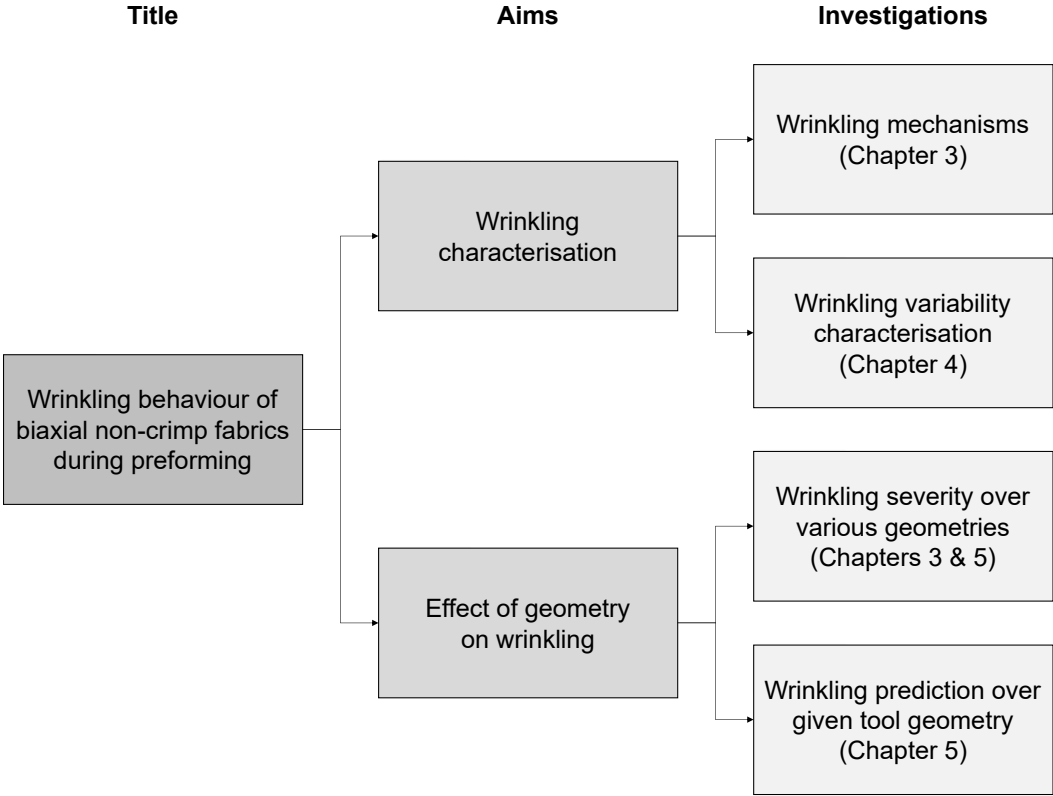 Title
Aims
Investigations
Wrinkling behaviour of
biaxial non-crimp fabrics
during preforming
Wrinkling
characterisation
Effect of geometry
on wrinkling
Wrinkling mechanisms
(Chapter 3)
Wrinkling variability
characterisation
(Chapter 4)
Wrinkling severity over
various geometries
(Chapters 3 & 5)
Wrinkling prediction over
given tool geometry
(Chapter 5)